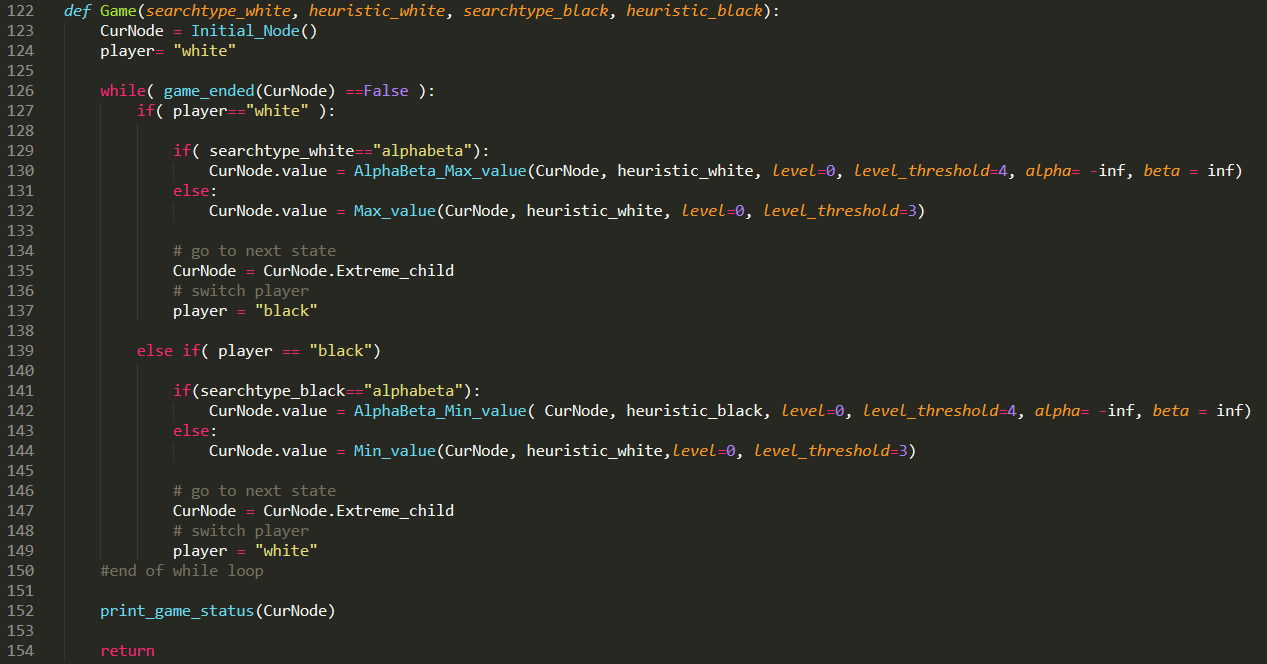 122 def Game(searchtype_white, heuristic_white, searchtype_black, heuristic_black):
123     CurNode = Initial_Node()
124     player= "white"
125
126     while( game_ended(CurNode) ==False ):
127         if( player=="white" ):
128
129             if( searchtype_white=="alphabeta"):
130                 CurNode.value = AlphaBeta_Max_value(CurNode, heuristic_white, level=0, level_threshold=4, alpha= -inf, beta = inf)
131             else:
132                 CurNode.value = Max_value(CurNode, heuristic_white, level=0, level_threshold=3)
133
134             # go to next state
135             CurNode = CurNode.Extreme_child
136             # switch player
137             player = "black"
138
139         else if( player == "black")
140
141             if(searchtype_black=="alphabeta"):
142                 CurNode.value = AlphaBeta_Min_value( CurNode, heuristic_black, level=0, level_threshold=4, alpha= -inf, beta = inf)
143             else:
144                 CurNode.value = Min_value(CurNode, heuristic_white,level=0, level_threshold=3)
145
146             # go to next state
147             CurNode = CurNode.Extreme_child
148             # switch player
149             player = "white"
150     #end of while loop
151
152     print_game_status(CurNode)
153
154     return